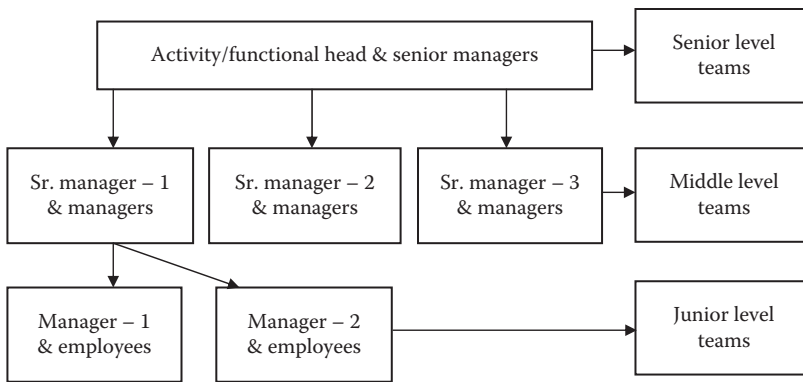 Activity/functional head & senior managers
Senior level
teams
Sr. manager – 1
& managers
Sr. manager – 2
& managers
Sr. manager – 3
& managers
Middle level
teams
Manager – 1
& employees
Manager – 2
& employees
Junior level
teams